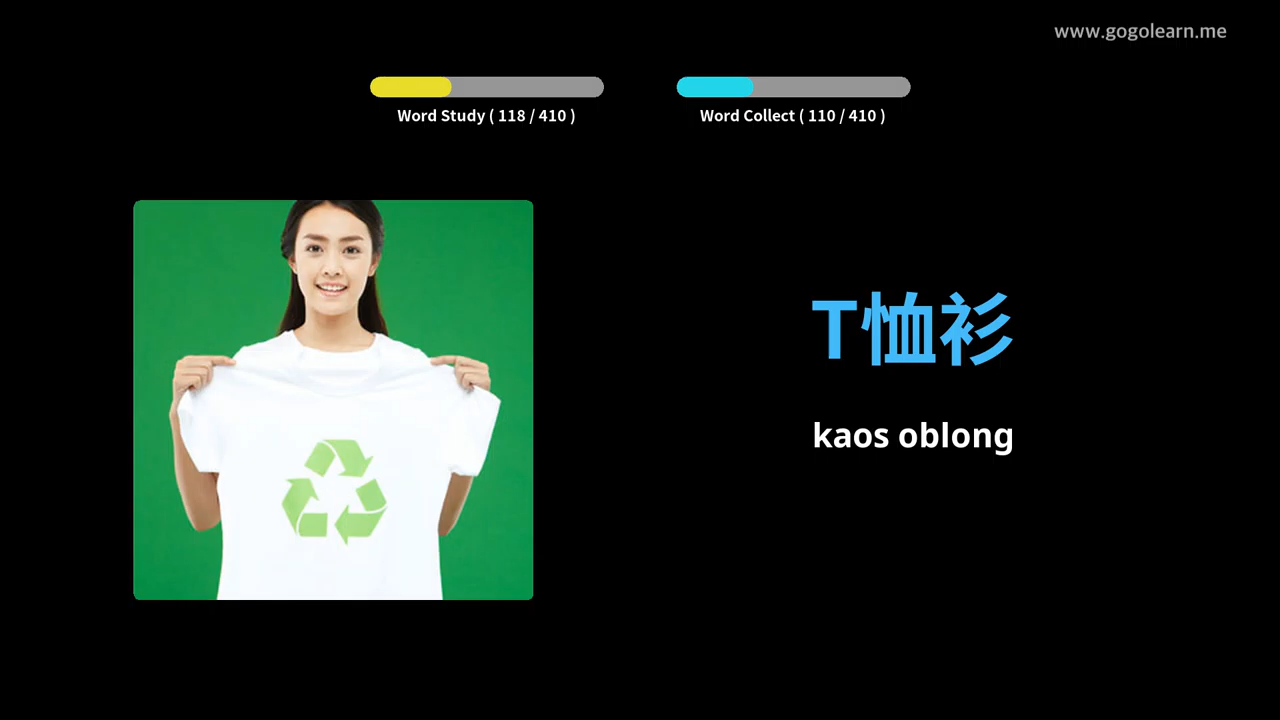 www.gogolearn.me
Word Study ( 118 / 410 )
Word Collect ( 110 / 410 )
T恤衫
kaos oblong